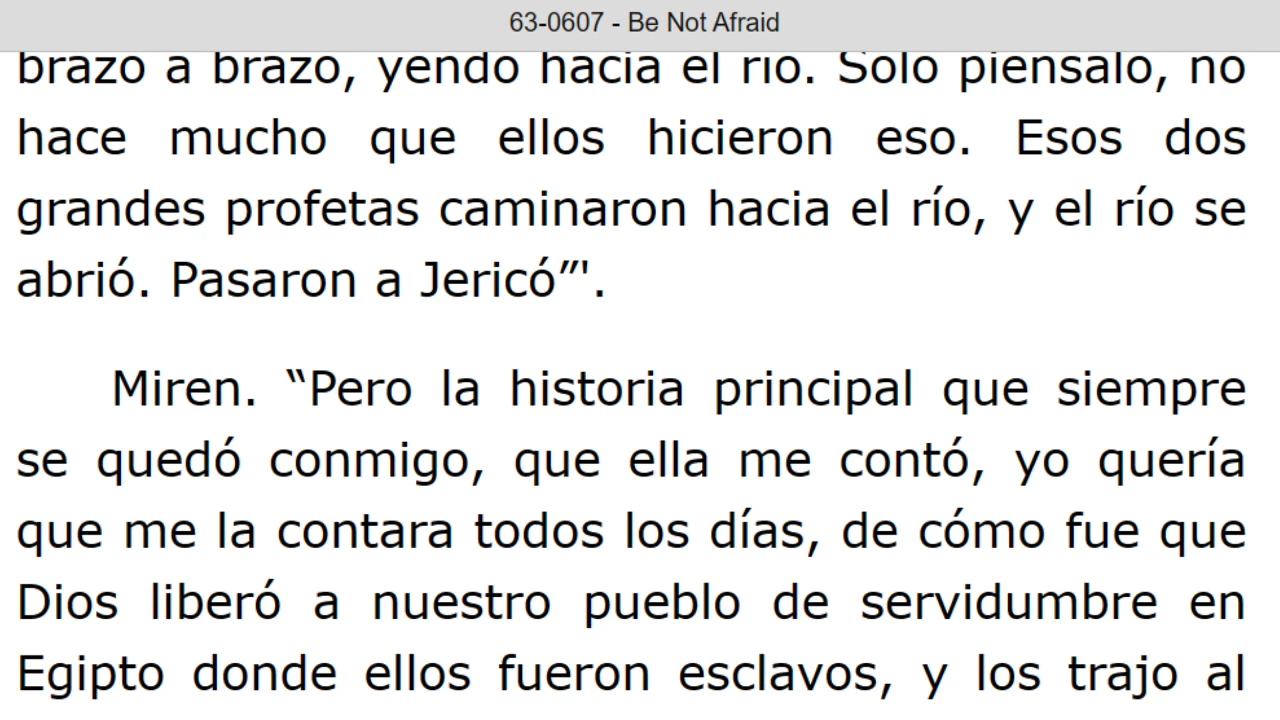 63-0607 - Be Not Afraid
brazo a brazo, yendo hacia el río. Sólo piénsalo, no
hace mucho que ellos hicieron eso. Esos dos
grandes profetas caminaron hacia el río, y el río se
abrió. Pasaron a Jericó”'.
Miren. “Pero la historia principal que siempre
se quedó conmigo, que ella me contó, yo quería
que me la contara todos los días, de cómo fue que
Dios liberó a nuestro pueblo de servidumbre en
Egipto donde ellos fueron esclavos, y los trajo al